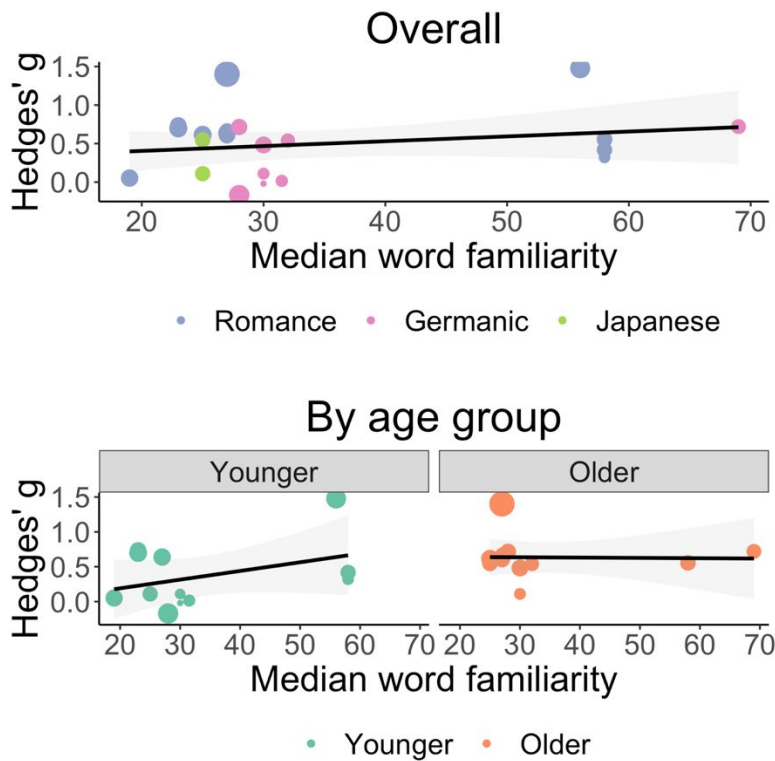 Overall
Hedges' g
1.5
1.0
0.5
0.0
20 30 40 50 60 70
Median word familiarity
Romance Germanic Japanese
By age group
Younger Older
Hedges' g
1.5
1.0
0.5
0.0
20 30 40 50 60 70 20 30 40 50 60 70
Median word familiarity
Younger Older